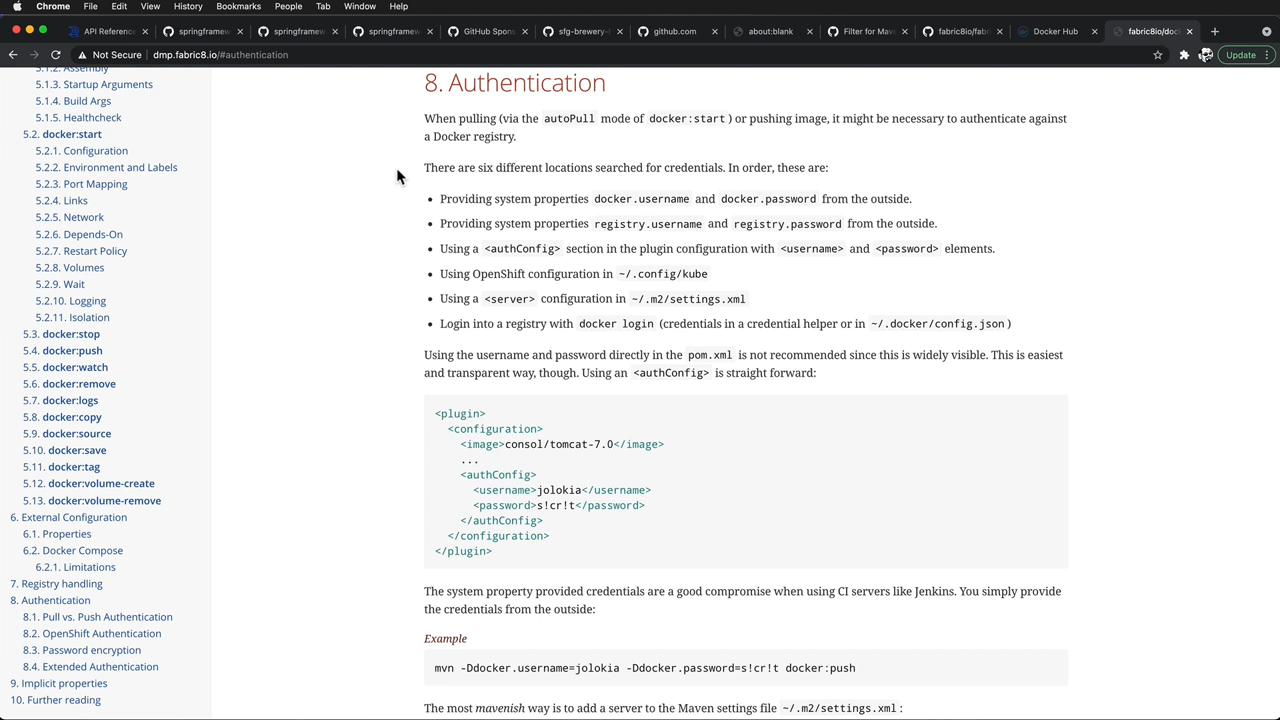 Chrome File Edit View History Bookmarks People Tab Window Help
API Reference springframew springframew springframew GitHub Spons sfg-brewery- github.com about:blank Filter for Mav fabric8io/fab Docker Hub fabric8io/doc
Not Secure dmp.fabric8.io/#authentication Update
5.1.2. Assembly
5.1.3. Startup Arguments
5.1.4. Build Args
5.1.5. Healthcheck
5.2. docker:start
5.2.1. Configuration
5.2.2. Environment and Labels
5.2.3. Port Mapping
5.2.4. Links
5.2.5. Network
5.2.6. Depends-On
5.2.7. Restart Policy
5.2.8. Volumes
5.2.9. Wait
5.2.10. Logging
5.2.11. Isolation
5.3. docker:stop
5.4. docker:push
5.5. docker:watch
5.6. docker:remove
5.7. docker:logs
5.8. docker:copy
5.9. docker:source
5.10. docker:save
5.11. docker:tag
5.12. docker:volume-create
5.13. docker:volume-remove
6. External Configuration
6.1. Properties
6.2. Docker Compose
6.2.1. Limitations
7. Registry handling
8. Authentication
8.1. Pull vs. Push Authentication
8.2. OpenShift Authentication
8.3. Password encryption
8.4. Extended Authentication
9. Implicit properties
10. Further reading
8. Authentication
When pulling (via the autoPull mode of docker:start) or pushing image, it might be necessary to authenticate against
a Docker registry.
There are six different locations searched for credentials. In order, these are:
• Providing system properties docker.username and docker.password from the outside.
• Providing system properties registry.username and registry.password from the outside.
• Using a <authConfig> section in the plugin configuration with <username> and <password> elements.
• Using OpenShift configuration in ~/.config/kube
• Using a <server> configuration in ~/.m2/settings.xml
• Login into a registry with docker login (credentials in a credential helper or in ~/.docker/config.json)
Using the username and password directly in the pom.xml is not recommended since this is widely visible. This is easiest
and transparent way, though. Using an <authConfig> is straight forward:
<plugin>
<configuration>
<image>consol/tomcat-7.0</image>
...
<authConfig>
<username>jolokia</username>
<password>s!cr!t</password>
</authConfig>
</configuration>
</plugin>
The system property provided credentials are a good compromise when using CI servers like Jenkins. You simply provide
the credentials from the outside:
Example
mvn -Ddocker.username=jolokia -Ddocker.password=s!cr!t docker:push
The most mavenish way is to add a server to the Maven settings file ~/.m2/settings.xml: